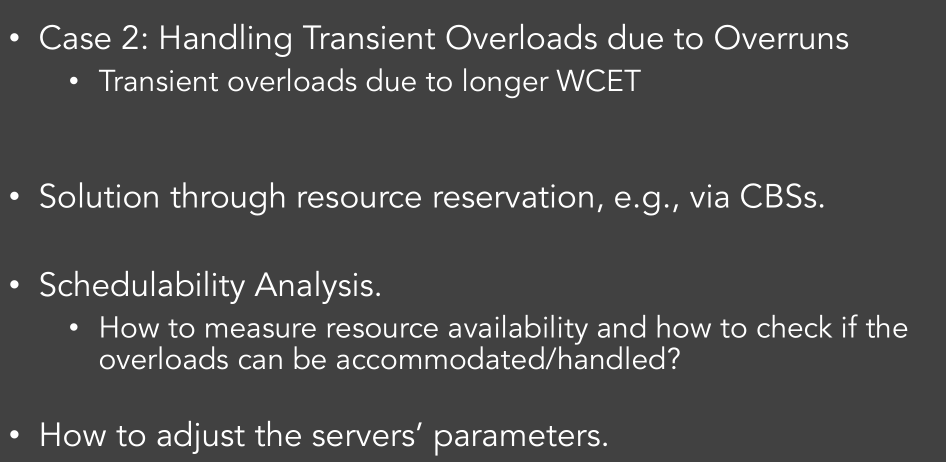 • Case 2: Handling Transient Overloads due to Overruns
• Transient overloads due to longer WCET
• Solution through resource reservation, e.g., via CBSs.
• Schedulability Analysis.
• How to measure resource availability and how to check if the
overloads can be accommodated/handled?
• How to adjust the servers’ parameters.